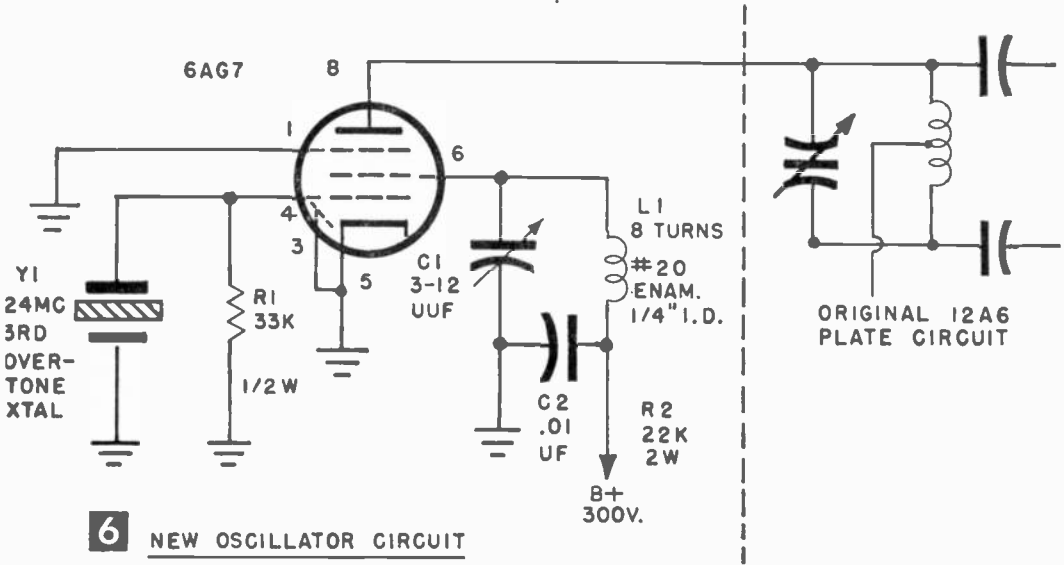 6AG7
8
1
6
4
3
5
Y1
24MC
3RD
OVER-
TONE
XTAL
R1
33K
1/2W
C1
3-12
UUF
L1
8 TURNS
#20
ENAM.
1/4" I.D.
C2
.01
UF
R2
22K
2W
B+
300V.
ORIGINAL 12A6
PLATE CIRCUIT
6 NEW OSCILLATOR CIRCUIT